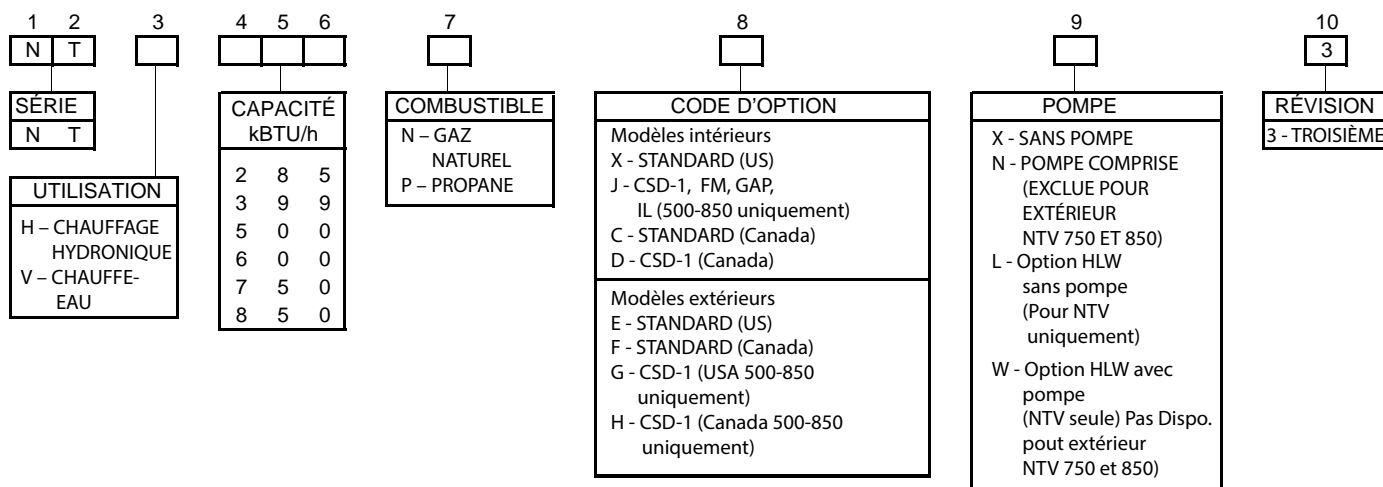 1 2 3 4 5 6 7 8 9 10
N T 3
SÉRIE
N T
UTILISATION
H – CHAUFFAGE
HYDRONIQUE
V – CHAUFFE-
EAU
CAPACITÉ
kBTU/h
2 8 5
3 9 9
5 0 0
6 0 0
7 5 0
8 5 0
COMBUSTIBLE
N – GAZ
NATUREL
P – PROPANE
CODE D'OPTION
Modèles intérieurs
X - STANDARD (US)
J - CSD-1, FM, GAP,
IL (500-850 uniquement)
C - STANDARD (Canada)
D - CSD-1 (Canada)
Modèles extérieurs
E - STANDARD (US)
F - STANDARD (Canada)
G - CSD-1 (USA 500-850
uniquement)
H - CSD-1 (Canada 500-850
uniquement)
POMPE
X - SANS POMPE
N - POMPE COMPRISE
(EXCLUE POUR
EXTÉRIEUR
NTV 750 ET 850)
L - Option HLW
sans pompe
(Pour NTV
uniquement)
W - Option HLW avec
pompe
(NTV seule) Pas Dispo.
pout extérieur
NTV 750 et 850)
RÉVISION
3 - TROISIÈME